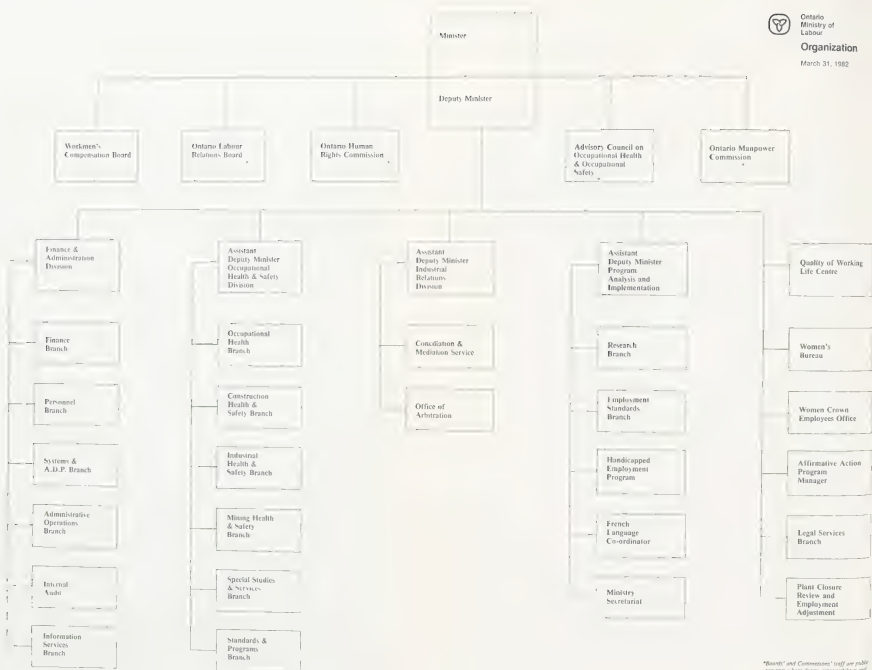 Ontario
Ministry of
Labour
Organization
March 31, 1982
Minister
Deputy Minister
Workmen's
Compensation Board
Ontario Labour
Relations Board
*
Ontario Human
Rights Commission
*
Advisory Council on
Occupational Health
& Occupational
Safety
*
Ontario Manpower
Commission
*
Finance &
Administration
Division
Finance
Branch
Personnel
Branch
Systems &
A.D.P. Branch
Administrative
Operations
Branch
Internal
Audit
Information
Services
Branch
Assistant
Deputy Minister
Occupational
Health & Safety
Division
Occupational
Health
Branch
Construction
Health &
Safety Branch
Industrial
Health &
Safety Branch
Mining Health
& Safety
Branch
Special Studies
& Services
Branch
Standards &
Programs
Branch
Assistant
Deputy Minister
Industrial
Relations
Division
Conciliation &
Mediation Service
Office of
Arbitration
Assistant
Deputy Minister
Program
Analysis and
Implementation
Research
Branch
Employment
Standards
Branch
Handicapped
Employment
Program
French
Language
Co-ordinator
Ministry
Secretariat
Quality of Working
Life Centre
Women's
Bureau
Women Crown
Employees Office
Affirmative Action
Program
Manager
Legal Services
Branch
Plant Closure
Review and
Employment
Adjustment
*Boards' and Commissions' staff are public